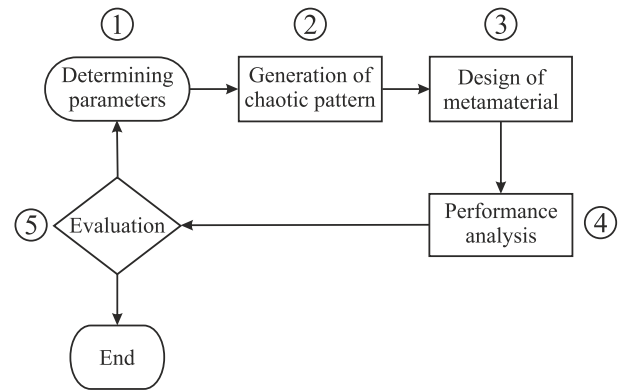 1
2
3
Determining
parameters
Generation of
chaotic pattern
Design of
metamaterial
Performance
analysis
4
5
Evaluation
End